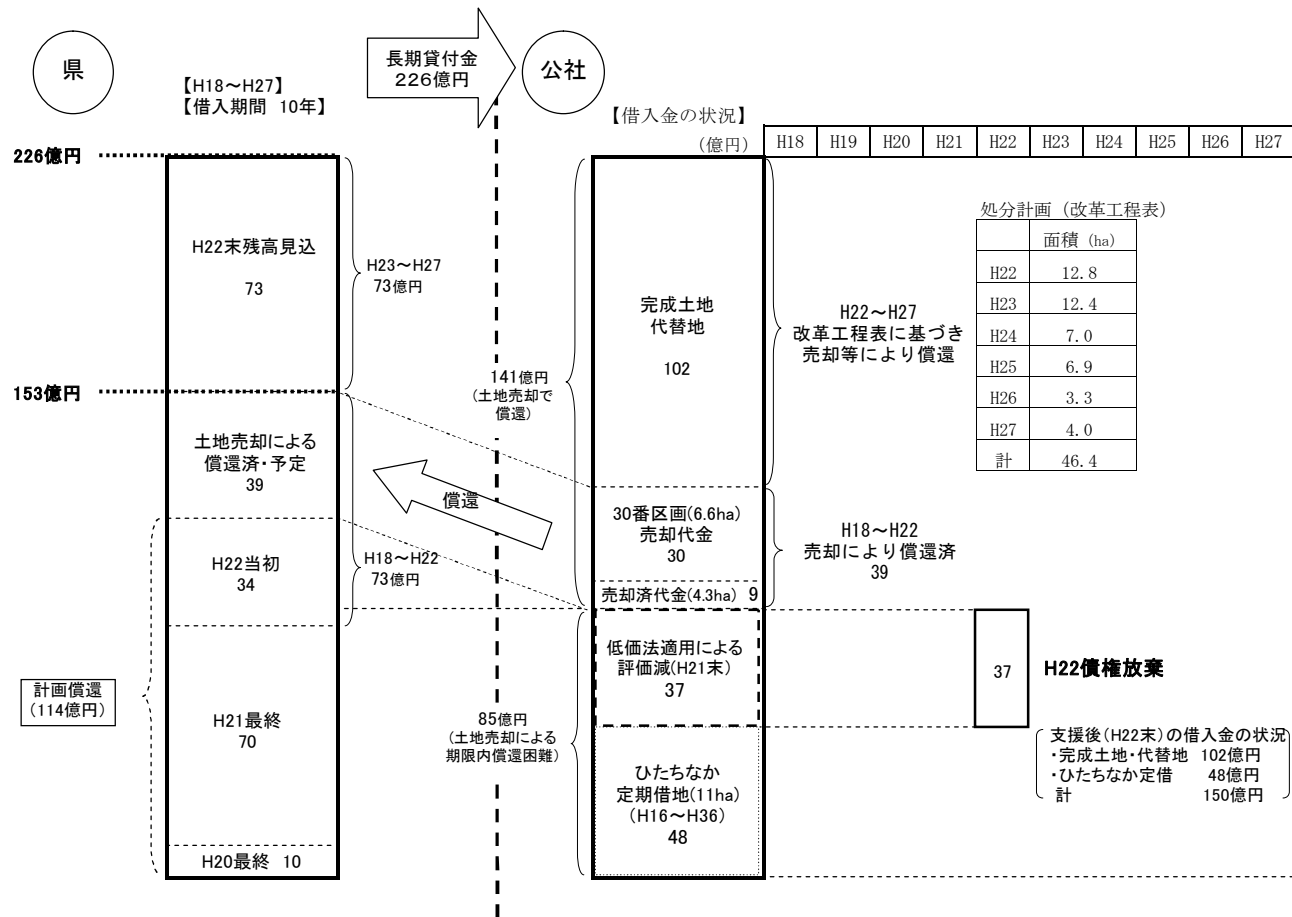 県
【H18～H27】
【借入期間 10年】
長期貸付金
226億円
公社
【借入金の状況】
(億円)
H18 H19 H20 H21 H22 H23 H24 H25 H26 H27
226億円
H22末残高見込
73
H23～H27
73億円
153億円
土地売却による
償還済・予定
39
H22当初
34
H18～H22
73億円
計画償還
(114億円)
H21最終
70
H20最終 10
償還
141億円
(土地売却で
償還)
85億円
(土地売却による
期限内償還困難)
完成土地
代替地
102
30番区画(6.6ha)
売却代金
30
売却済代金(4.3ha) 9
低価法適用による
評価減(H21末)
37
ひたちなか
定期借地(11ha)
(H16～H36)
48
H22～H27
改革工程表に基づき
売却等により償還
H18～H22
売却により償還済
39
処分計画（改革工程表）
面積 (ha)
H22 12.8
H23 12.4
H24 7.0
H25 6.9
H26 3.3
H27 4.0
計 46.4
37
H22債権放棄
支援後(H22末)の借入金の状況
・完成土地・代替地 102億円
・ひたちなか定借 48億円
計 150億円